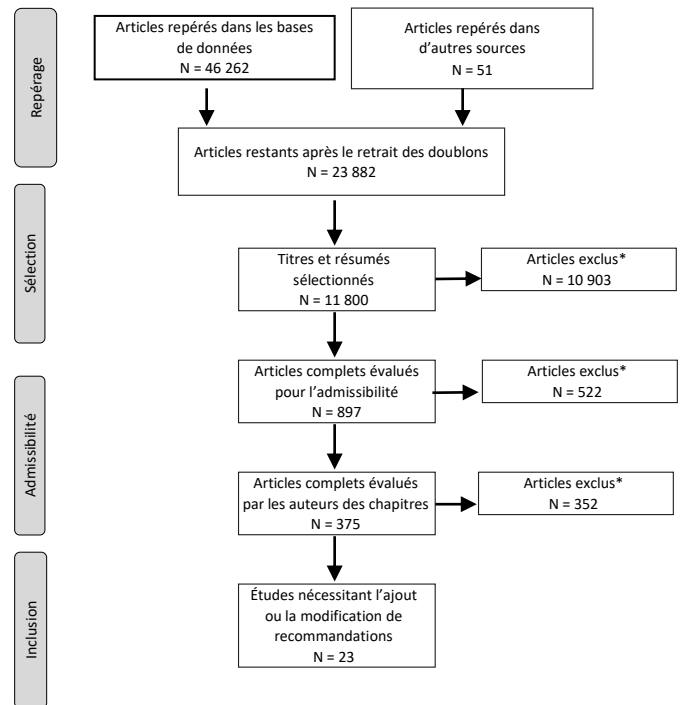 Repérage
Articles repérés dans les bases
de données
N = 46 262
Articles repérés dans
d'autres sources
N = 51
Articles restants après le retrait des doublons
N = 23 882
Sélection
Titres et résumés
sélectionnés
N = 11 800
Articles exclus*
N = 10 903
Admissibilité
Articles complets évalués
pour l'admissibilité
N = 897
Articles exclus*
N = 522
Articles complets évalués
par les auteurs des chapitres
N = 375
Articles exclus*
N = 352
Inclusion
Études nécessitant l'ajout
ou la modification de
recommandations
N = 23